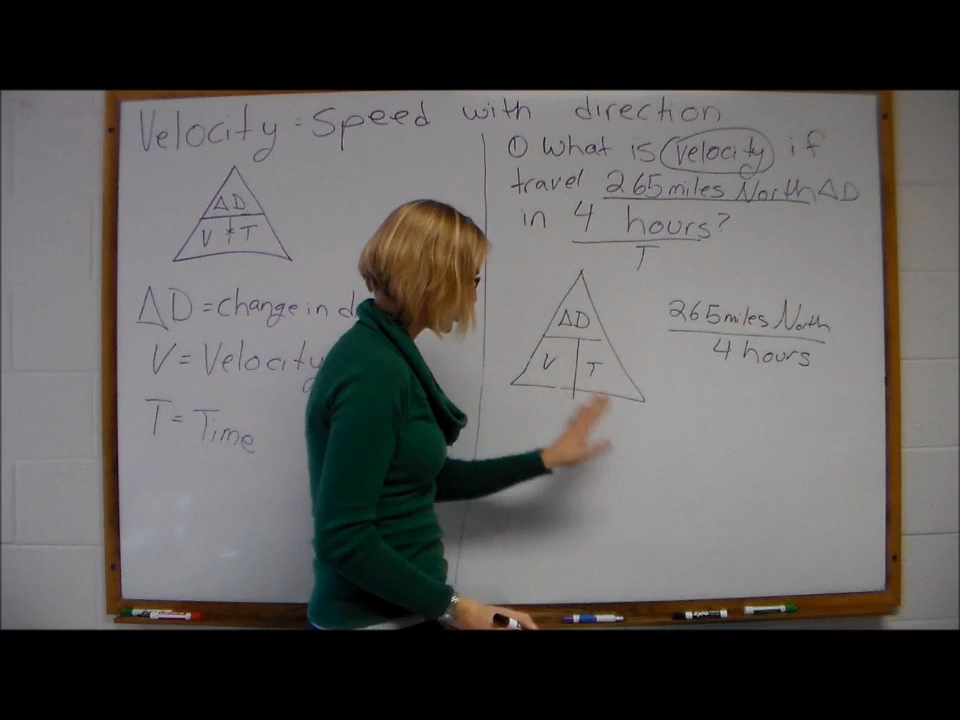 Velocity = Speed with direction
ΔD
V * T
ΔD = change in d
V = Velocity
T = Time
① What is velocity if
travel 265 miles North ΔD
in 4 hours?
T
ΔD
V T
265 miles North
4 hours